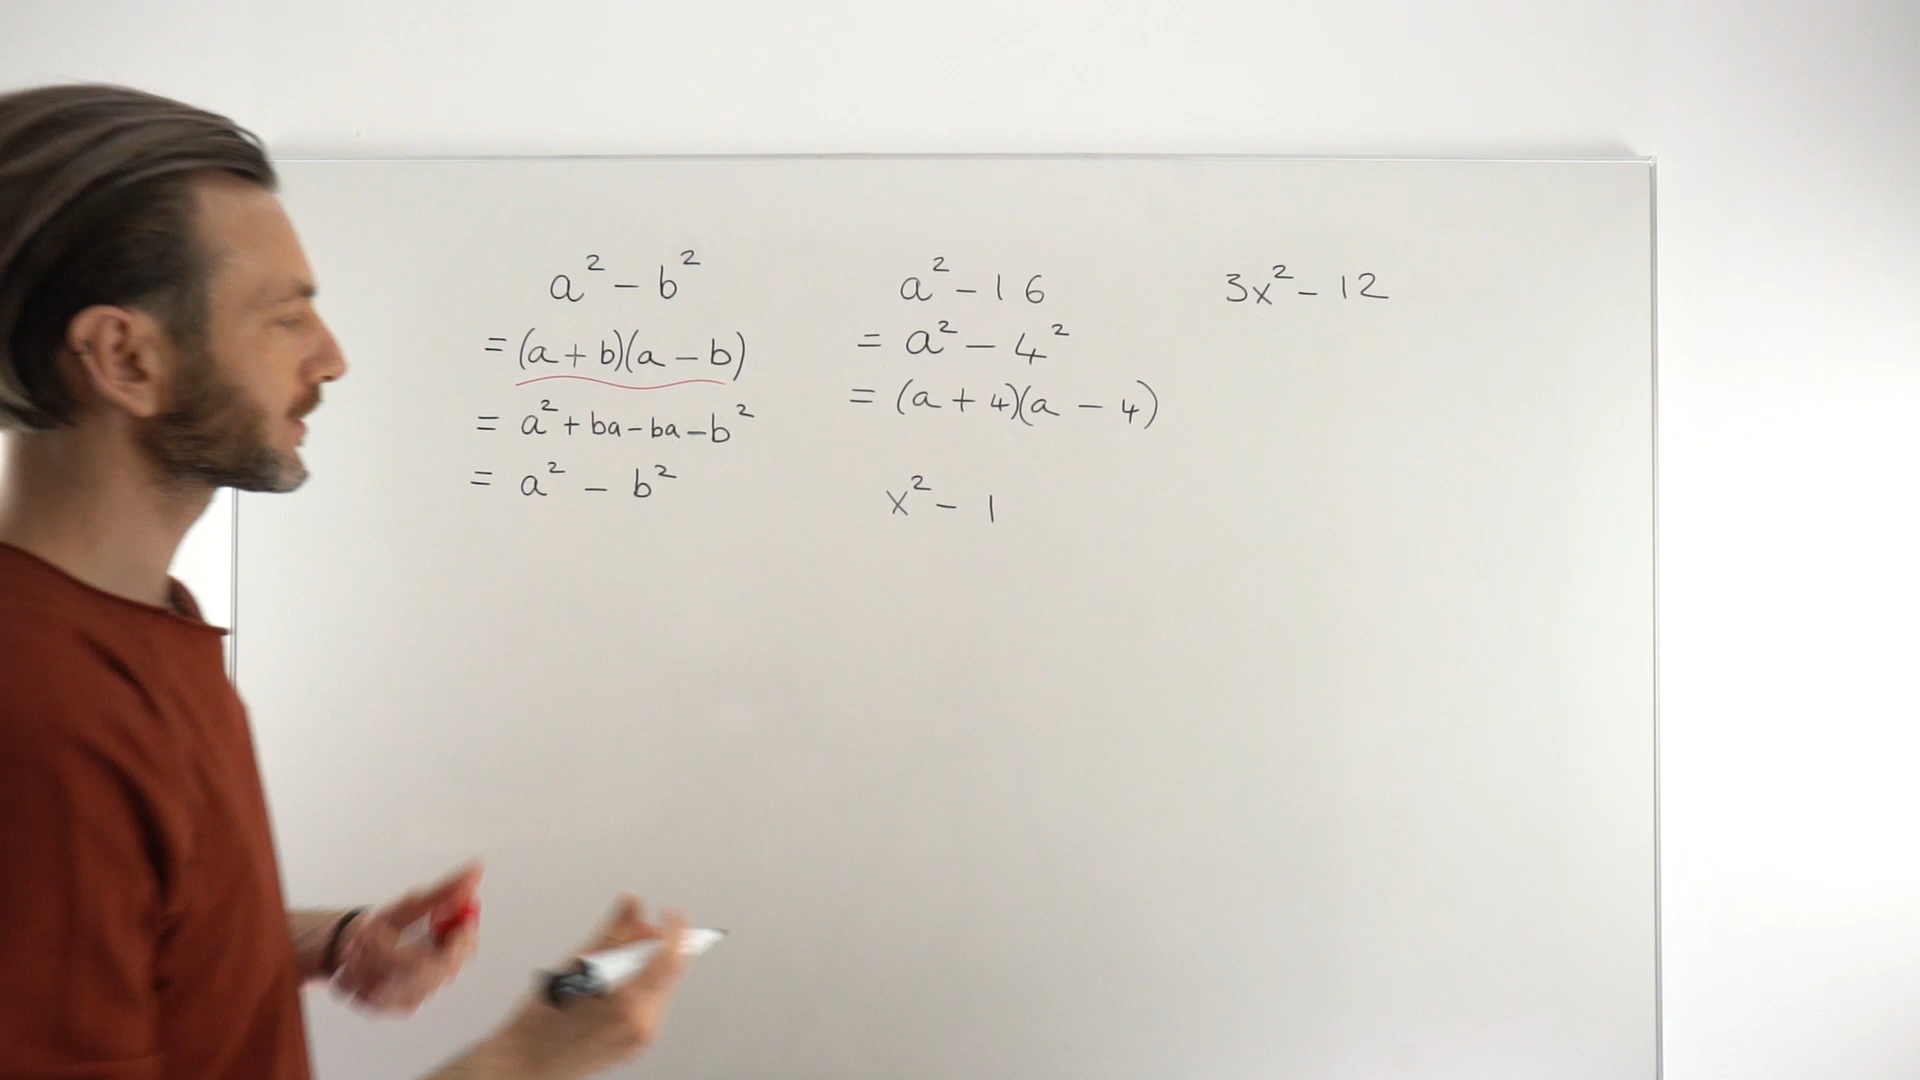 a² - b²
= (a + b)(a - b)
= a² + ba - ba - b²
= a² - b²
a² - 16
= a² - 4²
= (a + 4)(a - 4)
x² - 1
3x² - 12